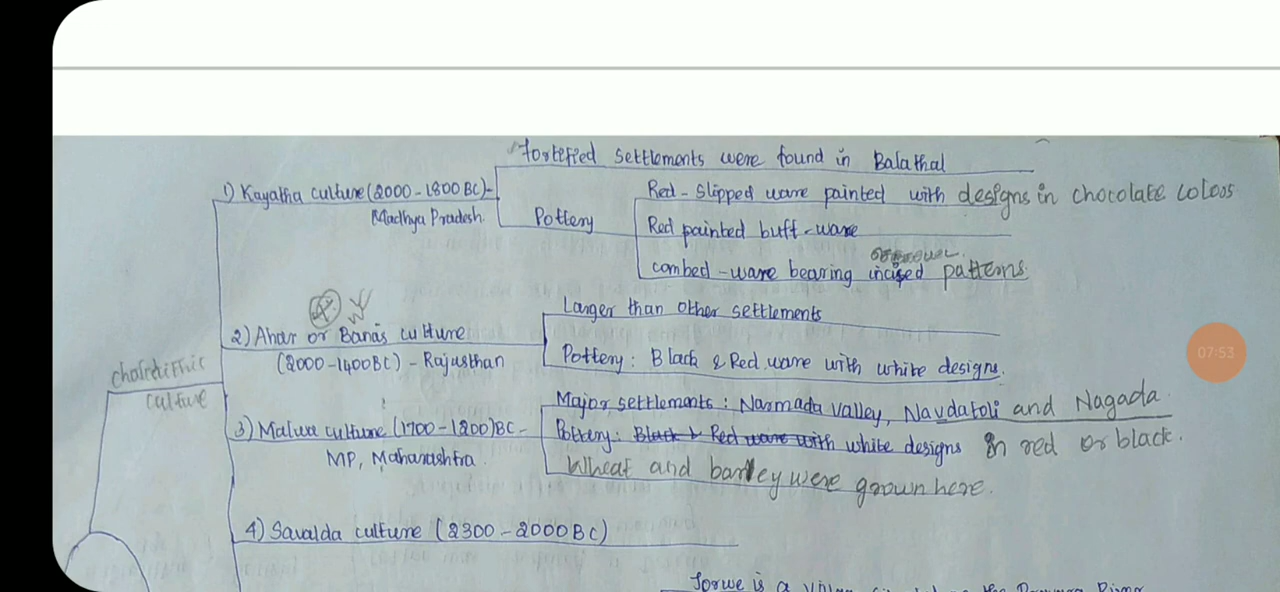 Fortified settlements were found in Balathal
1) Kayatha culture (2000-1800 BC)-
Madhya Pradesh
Pottery
Red-slipped ware painted with designs in chocolate colors
Red painted buff-ware
combed-ware bearing incised patterns.
2) Ahar or Banas culture
(2000-1400BC) - Rajasthan
Larger than other settlements
Pottery: Black & Red ware with white designs.
Chalcolithic
culture
3) Malwa culture (1700-1200)BC-
MP, Maharashtra.
Major settlements: Narmada valley, Navdatoli and Nagada.
Pottery: Black & Red ware with white designs in red or black.
Wheat and barley were grown here.
4) Savalda culture (2300-2000BC)
Jorwe is a
07:53